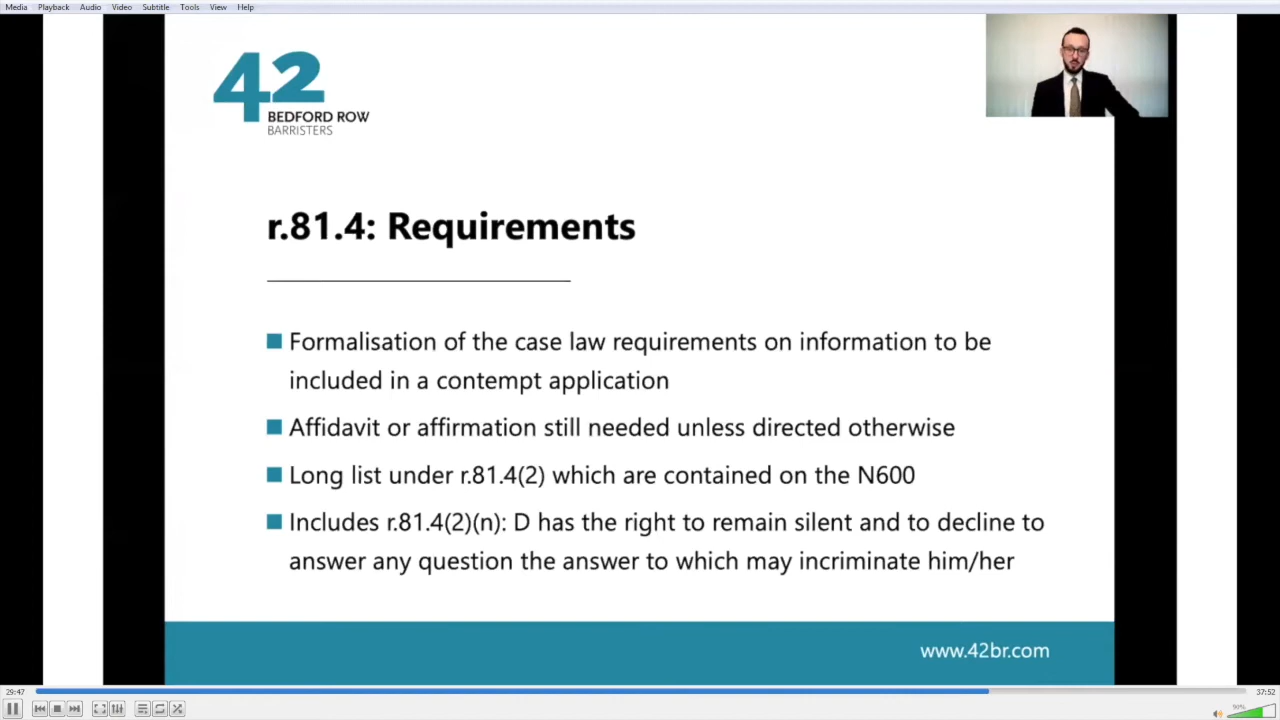 Media Playback Audio Video Subtitle Tools View Help
42
BEDFORD ROW
BARRISTERS
r.81.4: Requirements
Formalisation of the case law requirements on information to be
included in a contempt application
Affidavit or affirmation still needed unless directed otherwise
Long list under r.81.4(2) which are contained on the N600
Includes r.81.4(2)(n): D has the right to remain silent and to decline to
answer any question the answer to which may incriminate him/her
www.42br.com
29:47 37:52
90%